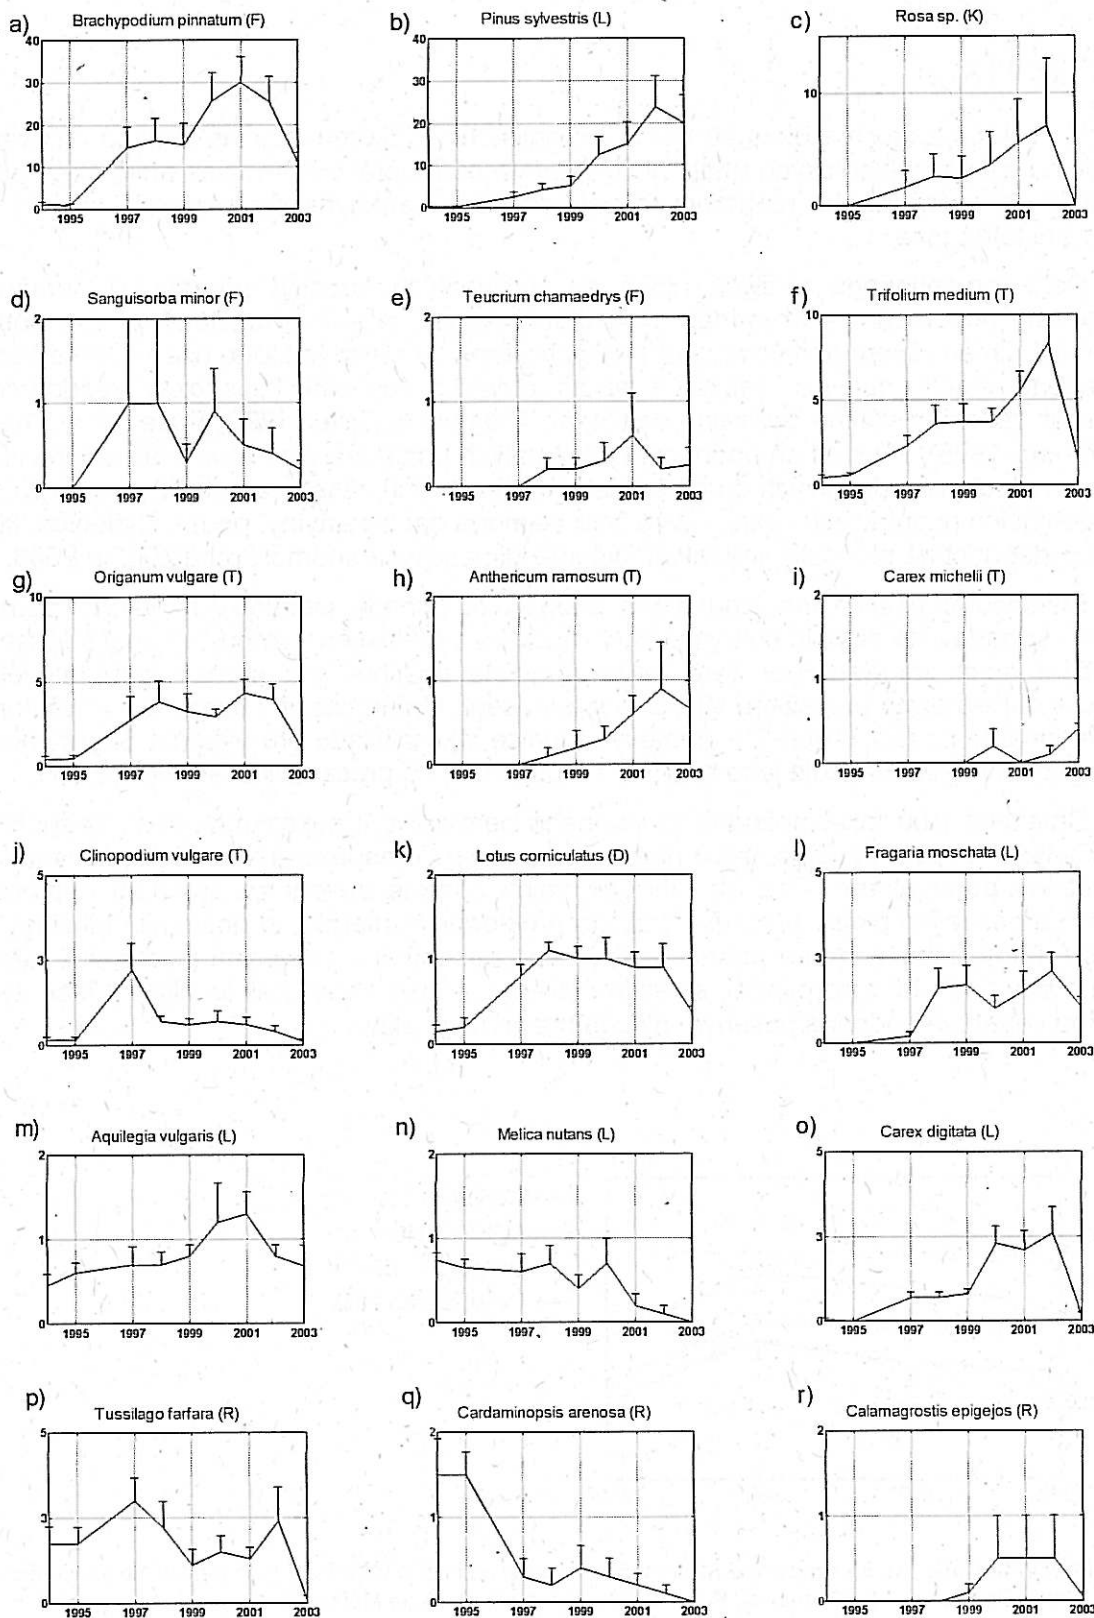 a) Brachypodium pinnatum (F)
40
30
20
10
0
1995 1997 1999 2001 2003
b) Pinus sylvestris (L)
40
30
20
10
0
1995 1997 1999 2001 2003
c) Rosa sp. (K)
10
0
1995 1997 1999 2001 2003
d) Sanguisorba minor (F)
2
1
0
1995 1997 1999 2001 2003
e) Teucrium chamaedrys (F)
2
1
0
1995 1997 1999 2001 2003
f) Trifolium medium (T)
10
5
0
1995 1997 1999 2001 2003
g) Origanum vulgare (T)
10
5
0
1995 1997 1999 2001 2003
h) Anthericum ramosum (T)
2
1
0
1995 1997 1999 2001 2003
i) Carex michelii (T)
2
1
0
1995 1997 1999 2001 2003
j) Clinopodium vulgare (T)
5
3
0
1995 1997 1999 2001 2003
k) Lotus corniculatus (D)
2
1
0
1995 1997 1999 2001 2003
l) Fragaria moschata (L)
5
3
0
1995 1997 1999 2001 2003
m) Aquilegia vulgaris (L)
2
1
0
1995 1997 1999 2001 2003
n) Melica nutans (L)
2
1
0
1995 1997 1999 2001 2003
o) Carex digitata (L)
5
3
0
1995 1997 1999 2001 2003
p) Tussilago farfara (R)
5
3
0
1995 1997 1999 2001 2003
q) Cardaminopsis arenosa (R)
2
1
0
1995 1997 1999 2001 2003
r) Calamagrostis epigejos (R)
2
1
0
1995 1997 1999 2001 2003